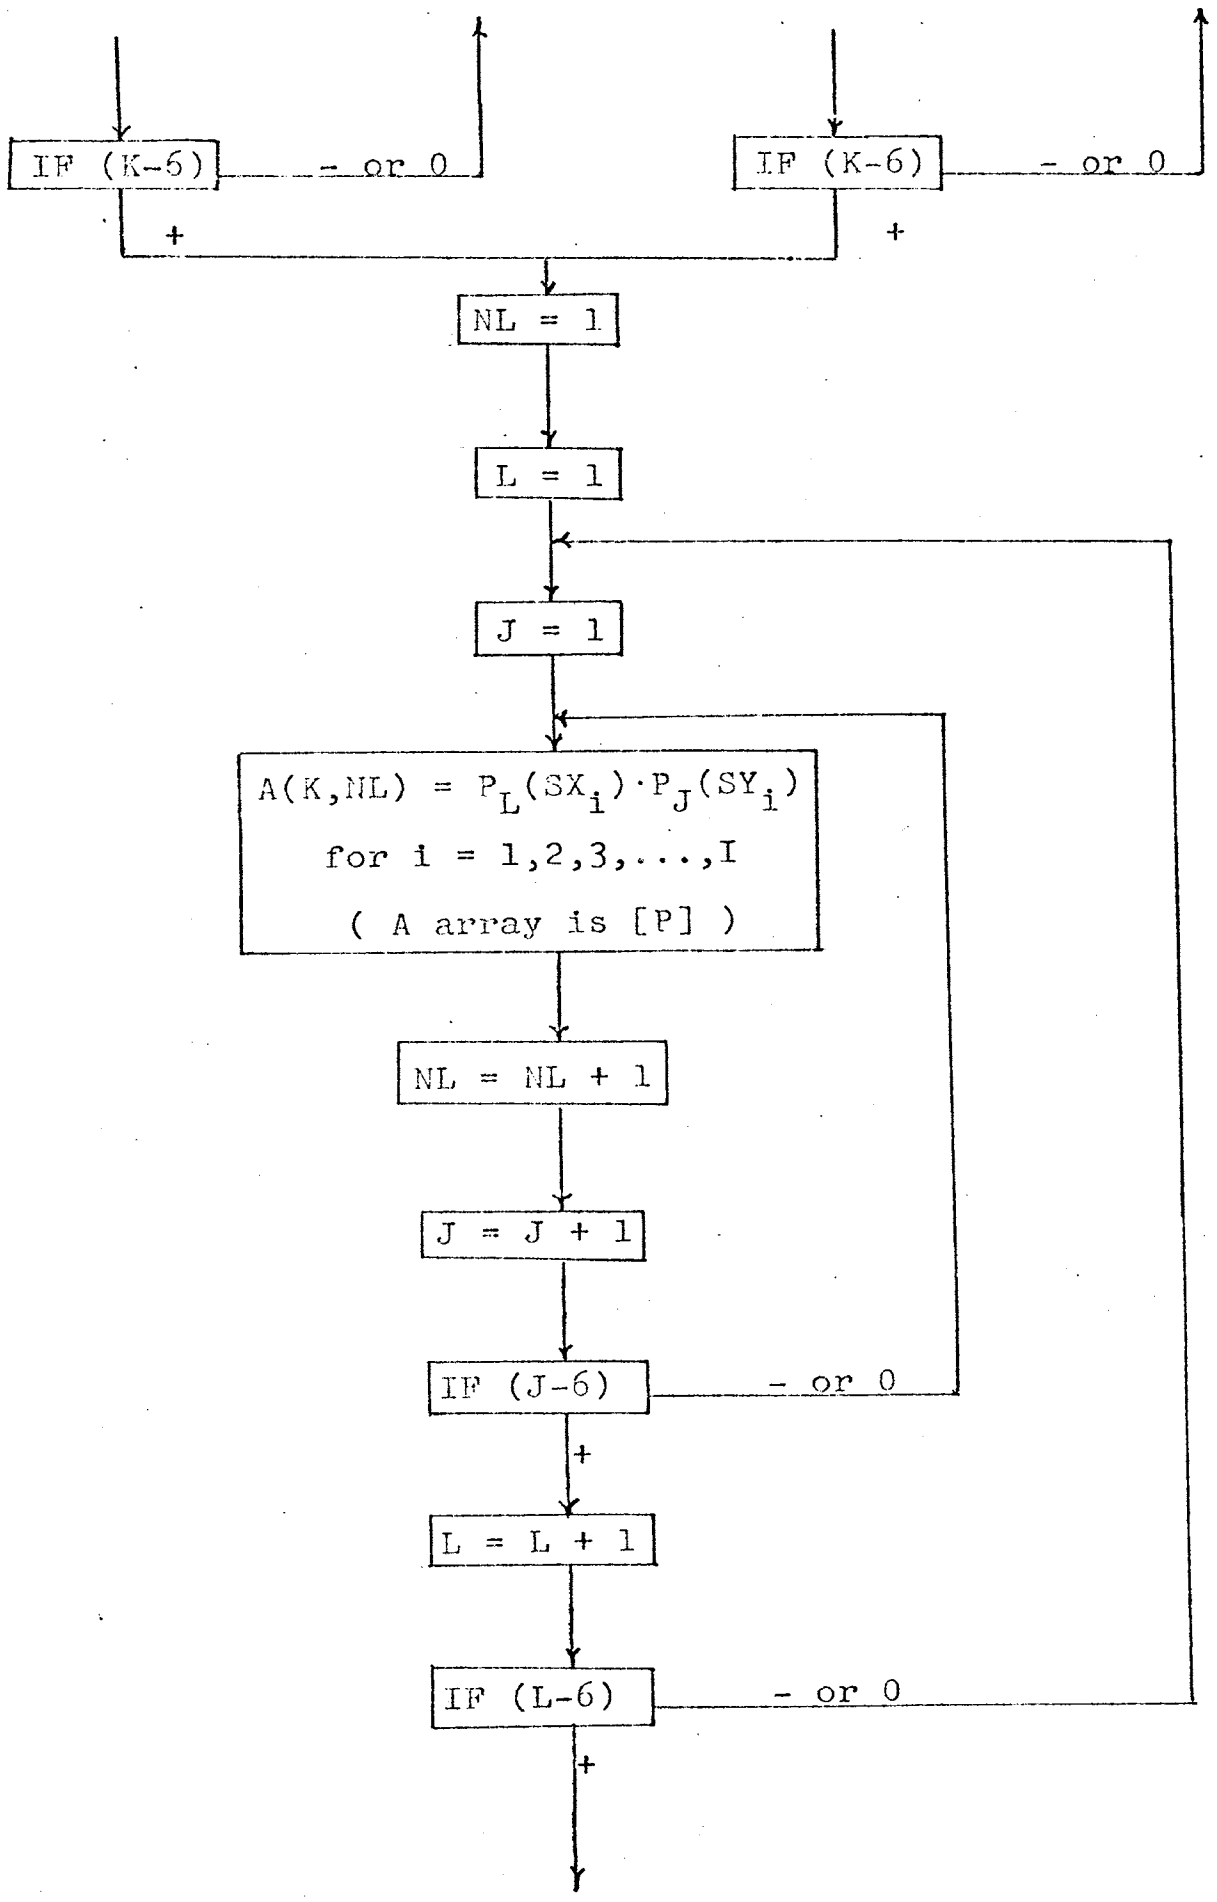 IF (K-6) - or 0 IF (K-6) - or 0
+ +
NL = 1
L = 1
J = 1
A(K,NL) = P_L(SX_i)·P_J(SY_i)
for i = 1,2,3,...,I
( A array is [P] )
NL = NL + 1
J = J + 1
IF (J-6) - or 0
+
L = L + 1
IF (L-6) - or 0
+